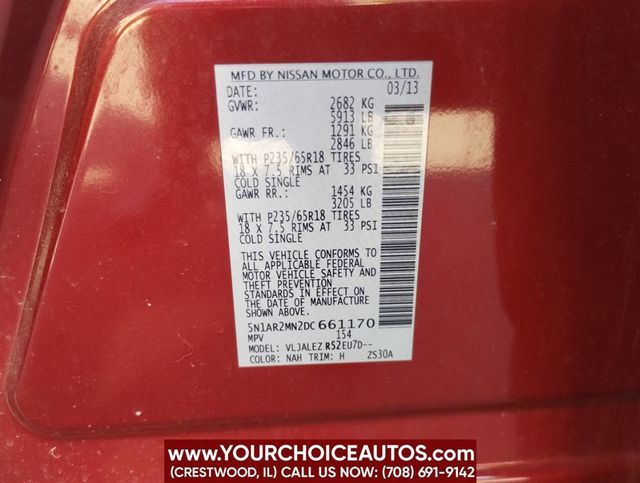 MFD BY NISSAN MOTOR CO., LTD.
DATE: 03/13
GVWR: 2682 KG
5913 LB
GAWR FR.: 1291 KG
2846 LB
WITH P235/65R18 TIRES
18 X 7.5 RIMS AT 33 PSI
COLD SINGLE
GAWR RR.: 1454 KG
3205 LB
WITH P235/65R18 TIRES
18 X 7.5 RIMS AT 33 PSI
COLD SINGLE
THIS VEHICLE CONFORMS TO
ALL APPLICABLE FEDERAL
MOTOR VEHICLE SAFETY AND
THEFT PREVENTION
STANDARDS IN EFFECT ON
THE DATE OF MANUFACTURE
SHOWN ABOVE.
5N1AR2MN2DC661170
MPV 154
MODEL: VLJALEZ R52EU7D--
COLOR: NAH TRIM: H ZS30A
WWW.YOURCHOICEAUTOS.COM
(CRESTWOOD, IL) CALL US NOW: (708) 691-9142